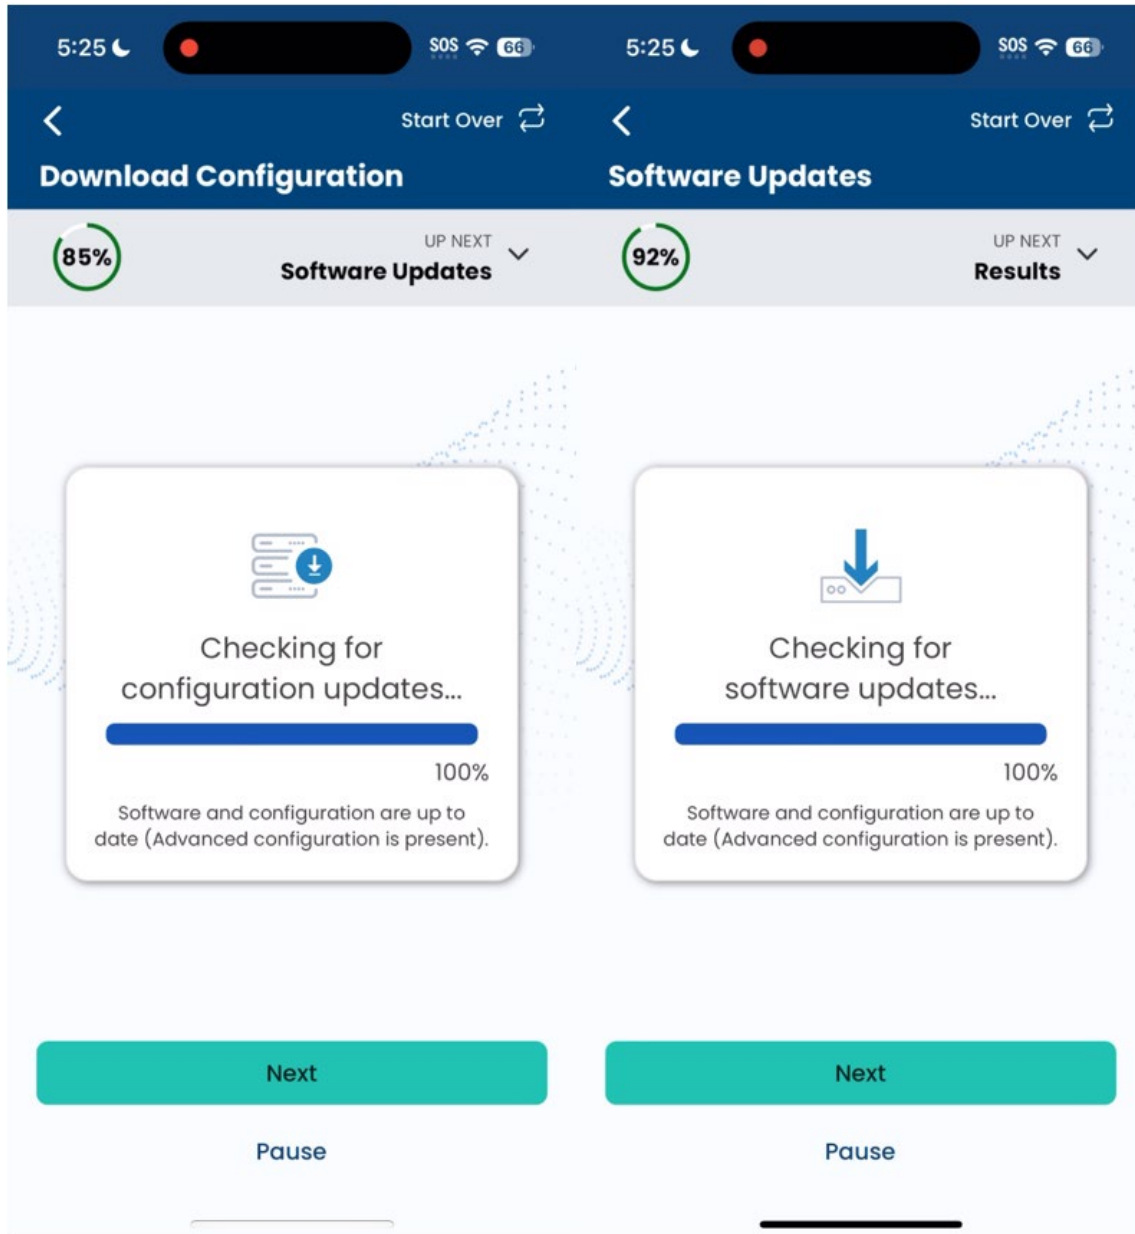 5:25
SOS 66
Start Over
Download Configuration
85%
UP NEXT
Software Updates
Checking for
configuration updates...
100%
Software and configuration are up to
date (Advanced configuration is present).
Next
Pause
5:25
SOS 66
Start Over
Software Updates
92%
UP NEXT
Results
Checking for
software updates...
100%
Software and configuration are up to
date (Advanced configuration is present).
Next
Pause